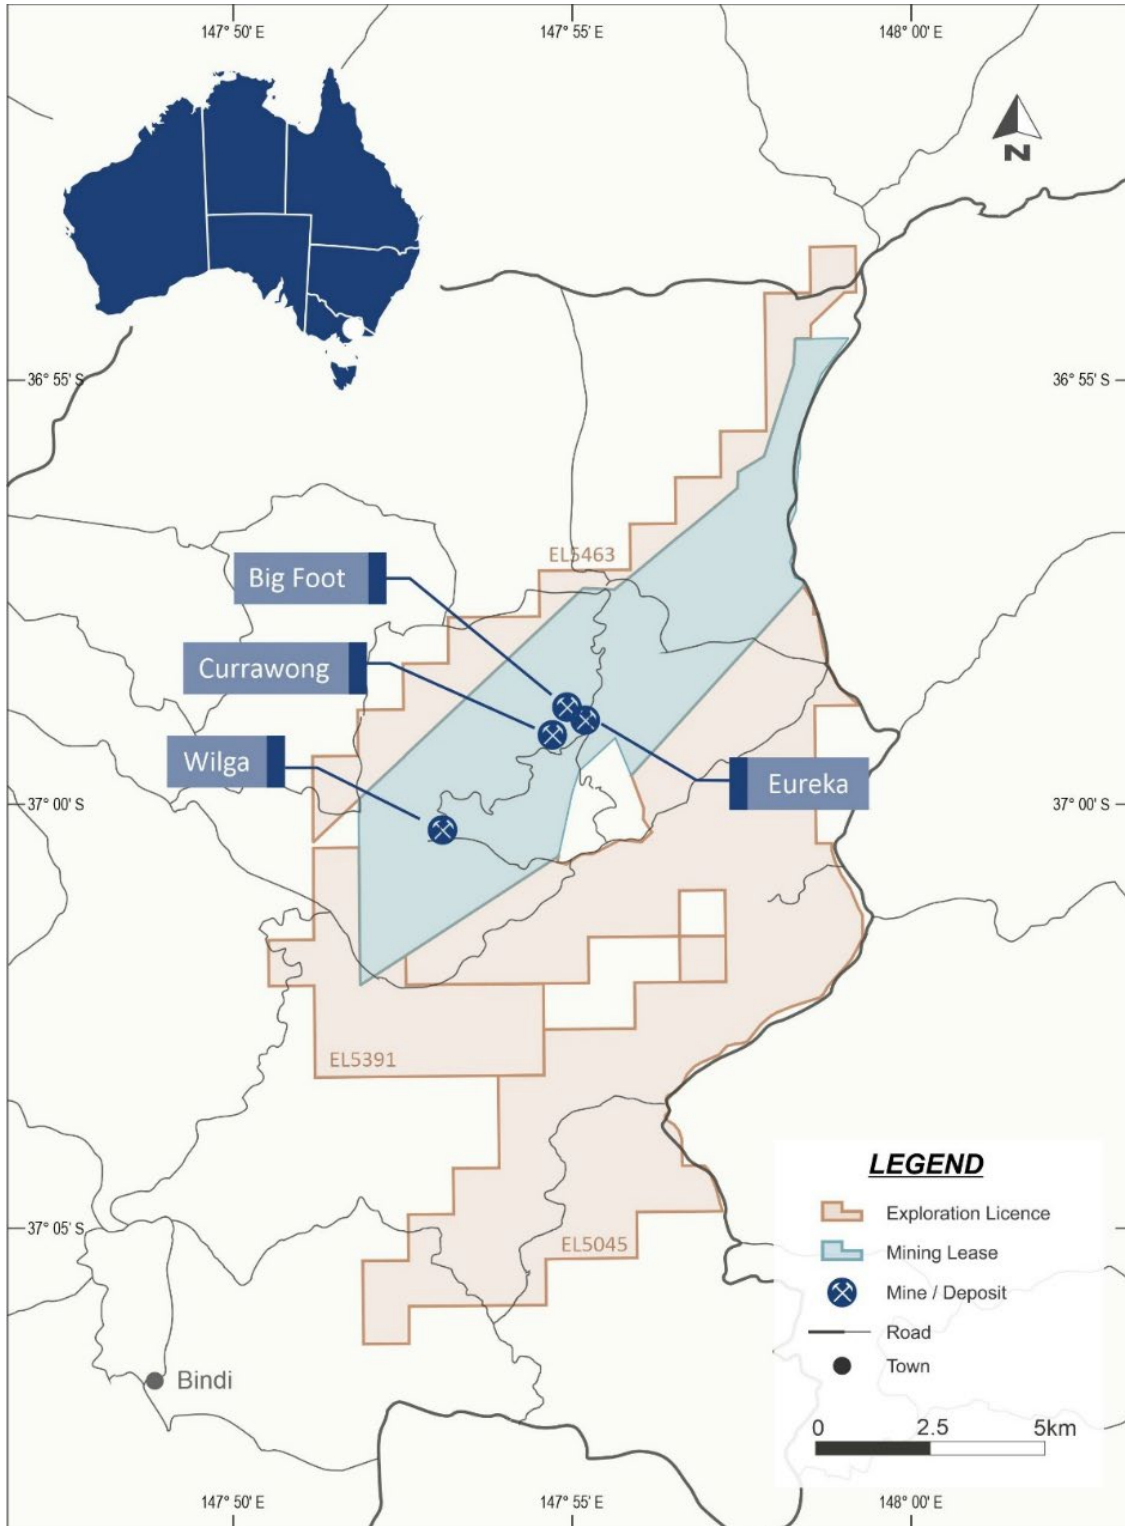 147° 50' E
147° 55' E
148° 00' E
N
36° 55' S
36° 55' S
EL5463
Big Foot
Currawong
Wilga
Eureka
37° 00' S
37° 00' S
EL5391
LEGEND
Exploration Licence
37° 05' S
EL5045
Mining Lease
Mine / Deposit
Road
Town
Bindi
0 2.5 5km
147° 50' E
147° 55' E
148° 00' E